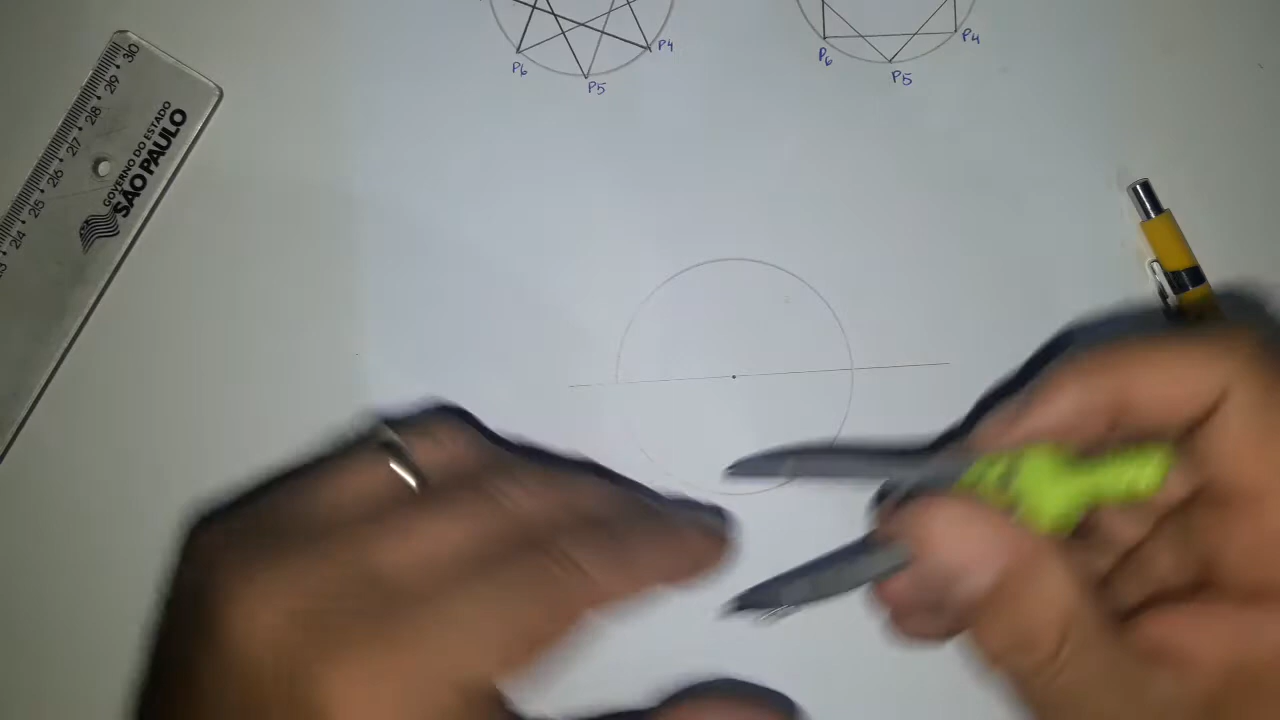 P6
P5
P4
P6
P5
P4
30
29
28
27
26
25
24
GOVERNO DO ESTADO
SÃO PAULO